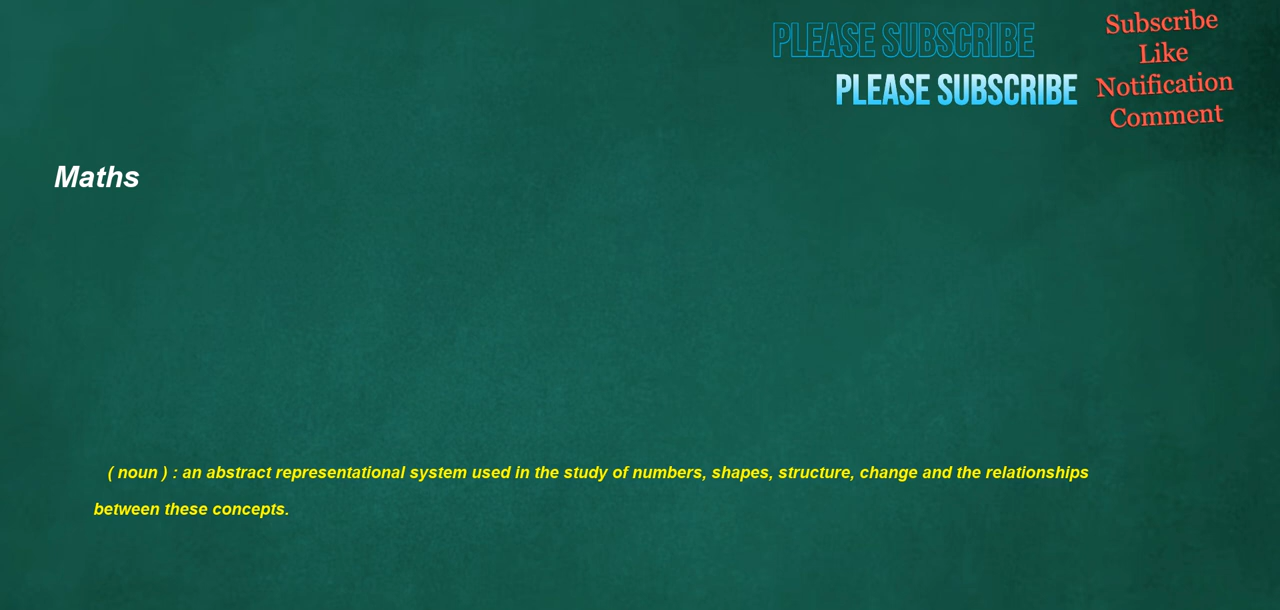 PLEASE SUBSCRIBE
PLEASE SUBSCRIBE
Subscribe
Like
Notification
Comment
Maths
( noun ) : an abstract representational system used in the study of numbers, shapes, structure, change and the relationships
between these concepts.